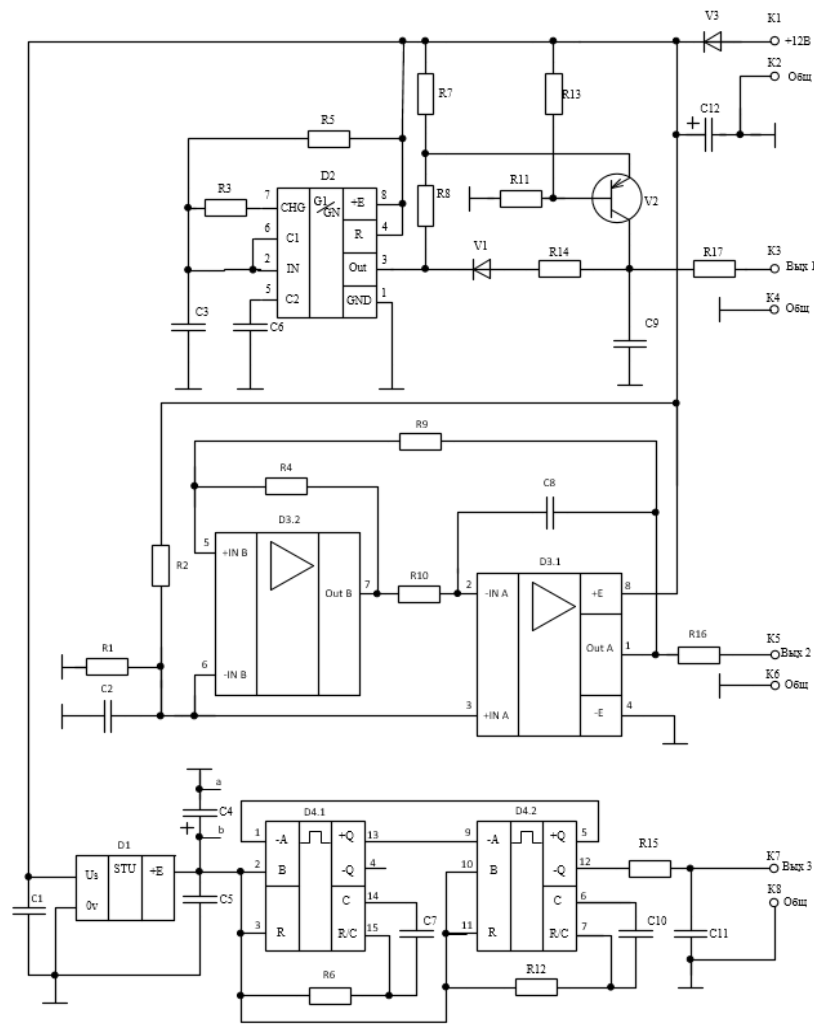 V3
K1
+12В
K2
Общ
R7
R13
C12
+
R5
D2
R3
7
CHG
G1/GN
+E
8
R8
R11
V2
6
C1
R
4
2
IN
Out
3
V1
R14
R17
K3
Вых 1
5
C2
GND
1
K4
Общ
C3
C6
C9
R9
R4
C8
D3.2
5
+IN B
Out B
7
R10
2
-IN A
D3.1
+E
8
R2
R1
6
-IN B
Out A
1
R16
K5
Вых 2
C2
3
+IN A
-E
4
K6
Общ
a
C4
+
b
D4.1
D4.2
1
-A
+Q
13
9
-A
+Q
5
D1
Us
STU
+E
2
B
-Q
4
10
B
-Q
12
R15
K7
Вых 3
C1
0v
C5
C
14
C
6
K8
Общ
3
R
R/C
15
C7
11
R
R/C
7
C10
C11
R6
R12